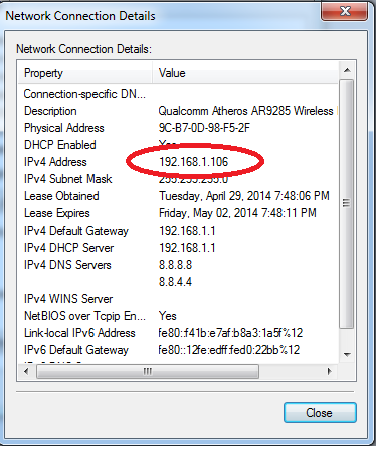 Network Connection Details
Network Connection Details:
Property Value
Connection-specific DN...
Description Qualcomm Atheros AR9285 Wireless
Physical Address 9C-B7-0D-98-F5-2F
DHCP Enabled Yes
IPv4 Address 192.168.1.106
IPv4 Subnet Mask 255.255.255.0
Lease Obtained Tuesday, April 29, 2014 7:48:06 PM
Lease Expires Friday, May 02, 2014 7:48:11 PM
IPv4 Default Gateway 192.168.1.1
IPv4 DHCP Server 192.168.1.1
IPv4 DNS Servers 8.8.8.8
8.8.4.4
IPv4 WINS Server
NetBIOS over Tcpip En... Yes
Link-local IPv6 Address fe80::f41b:e7af:b8a3:1a5f%12
IPv6 Default Gateway fe80::12fe:edff:fed0:22bb%12
Close